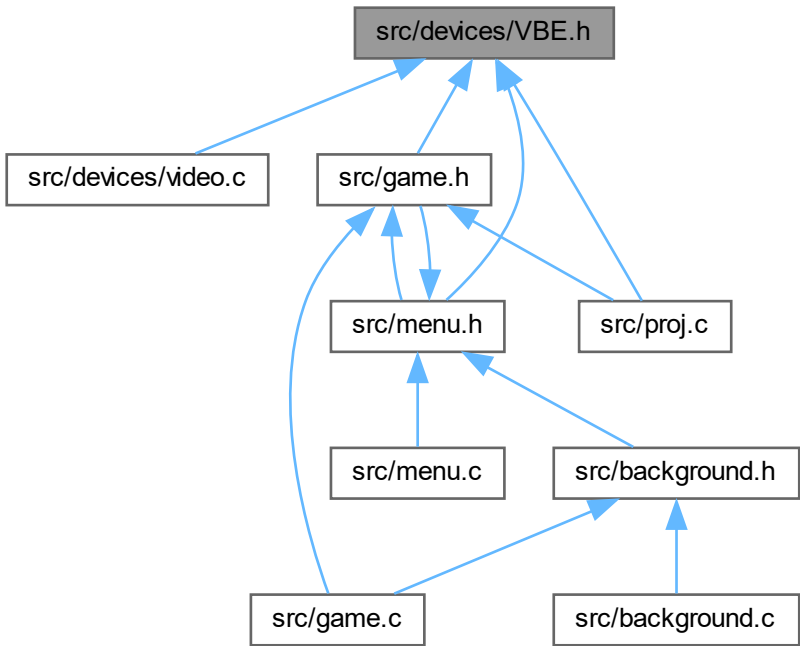 src/devices/VBE.h
src/devices/video.c
src/game.h
src/menu.h
src/proj.c
src/menu.c
src/background.h
src/game.c
src/background.c